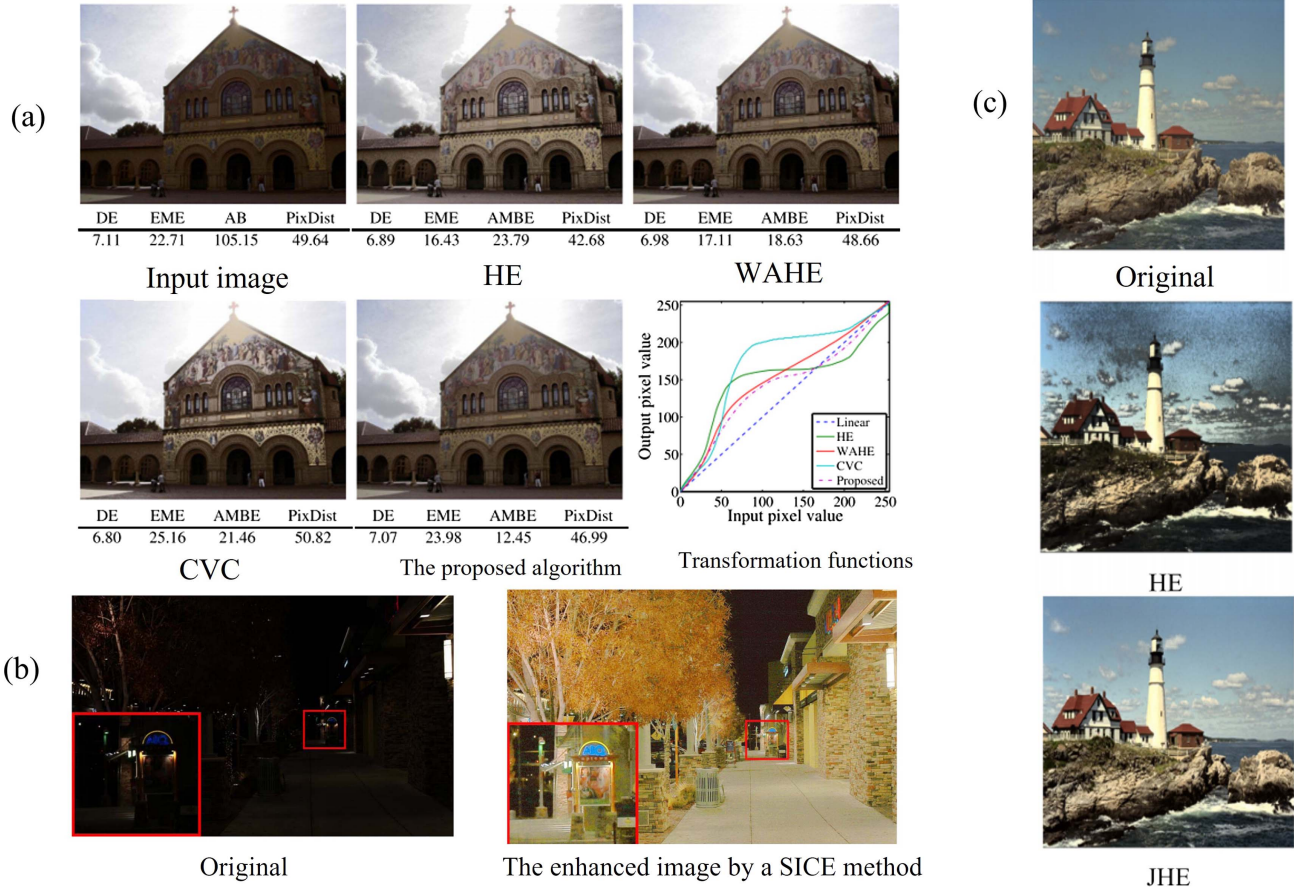 (a)
DE EME AB PixDist
7.11 22.71 105.15 49.64
Input image
DE EME AMBE PixDist
6.89 16.43 23.79 42.68
HE
DE EME AMBE PixDist
6.98 17.11 18.63 48.66
WAHE
DE EME AMBE PixDist
6.80 25.16 21.46 50.82
CVC
DE EME AMBE PixDist
7.07 23.98 12.45 46.99
The proposed algorithm
Output pixel value
250
200
150
100
50
0
0 50 100 150 200 250
Input pixel value
Linear
HE
WAHE
CVC
Proposed
Transformation functions
(b)
Original
The enhanced image by a SICE method
(c)
Original
HE
JHE